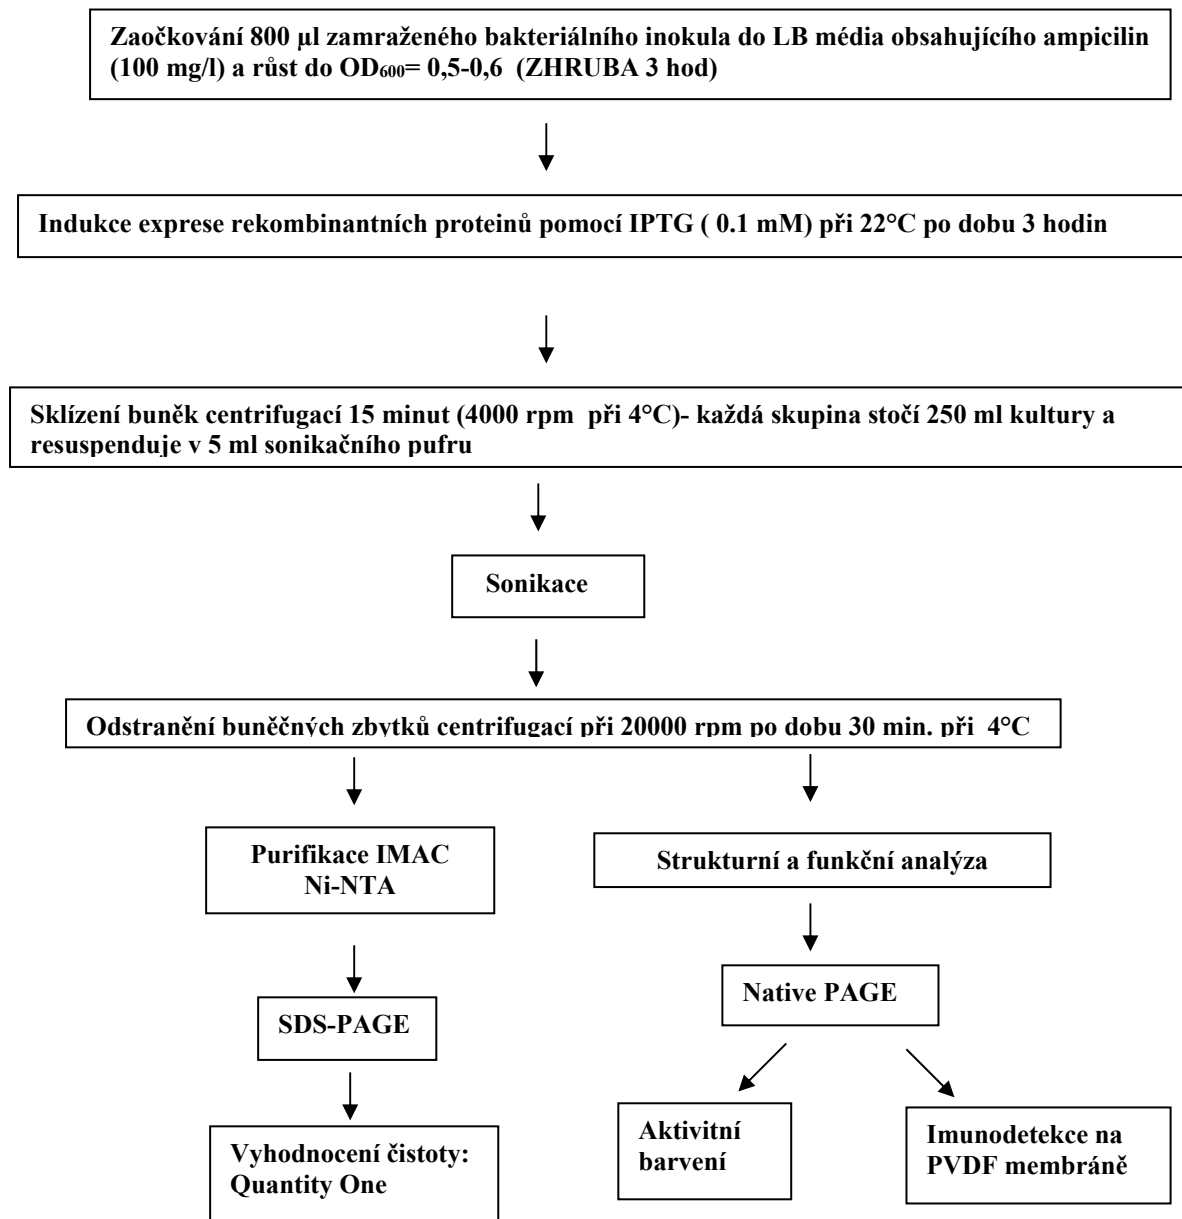 Zaočkování 800 μl zamraženého bakteriálního inokula do LB média obsahujícího ampicilin
(100 mg/l) a růst do OD₆₀₀= 0,5-0,6 (ZHRUBA 3 hod)
Indukce exprese rekombinantních proteinů pomocí IPTG ( 0.1 mM) při 22°C po dobu 3 hodin
Sklízení buněk centrifugací 15 minut (4000 rpm při 4°C)- každá skupina stočí 250 ml kultury a
resuspenduje v 5 ml sonikačního pufru
Sonikace
Odstranění buněčných zbytků centrifugací při 20000 rpm po dobu 30 min. při 4°C
Purifikace IMAC
Ni-NTA
Strukturní a funkční analýza
SDS-PAGE
Native PAGE
Vyhodnocení čistoty:
Quantity One
Aktivitní
barvení
Imunodetekce na
PVDF membráně